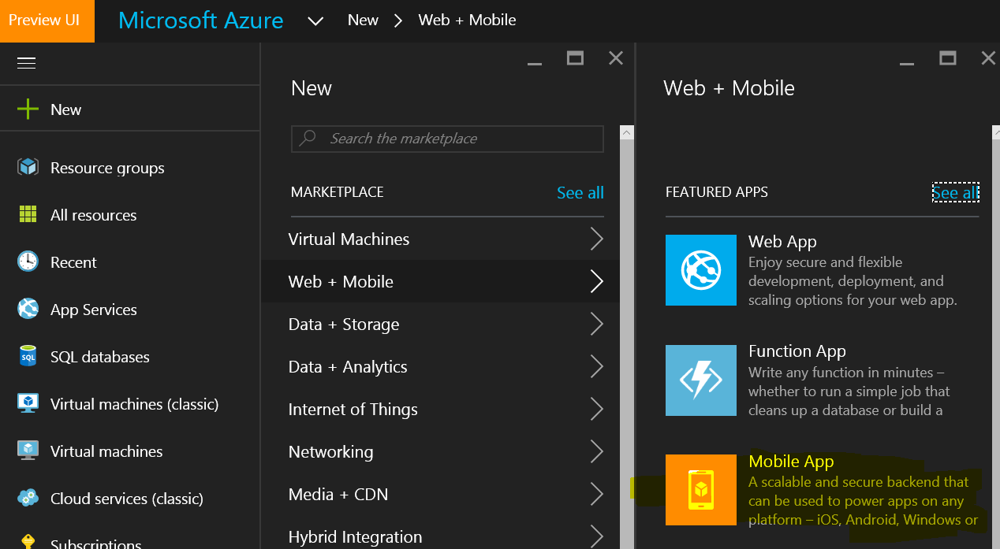 Preview UI
Microsoft Azure
New
Web + Mobile
New
Resource groups
All resources
Recent
App Services
SQL
SQL databases
Virtual machines (classic)
Virtual machines
Cloud services (classic)
Subscriptions
New
Search the marketplace
MARKETPLACE
See all
Virtual Machines
Web + Mobile
Data + Storage
Data + Analytics
Internet of Things
Networking
Media + CDN
Hybrid Integration
Web + Mobile
FEATURED APPS
See all
Web App
Enjoy secure and flexible
development, deployment, and
scaling options for your web app.
Function App
Write any function in minutes –
whether to run a simple job that
cleans up a database or build a
Mobile App
A scalable and secure backend that
can be used to power apps on any
platform – iOS, Android, Windows or